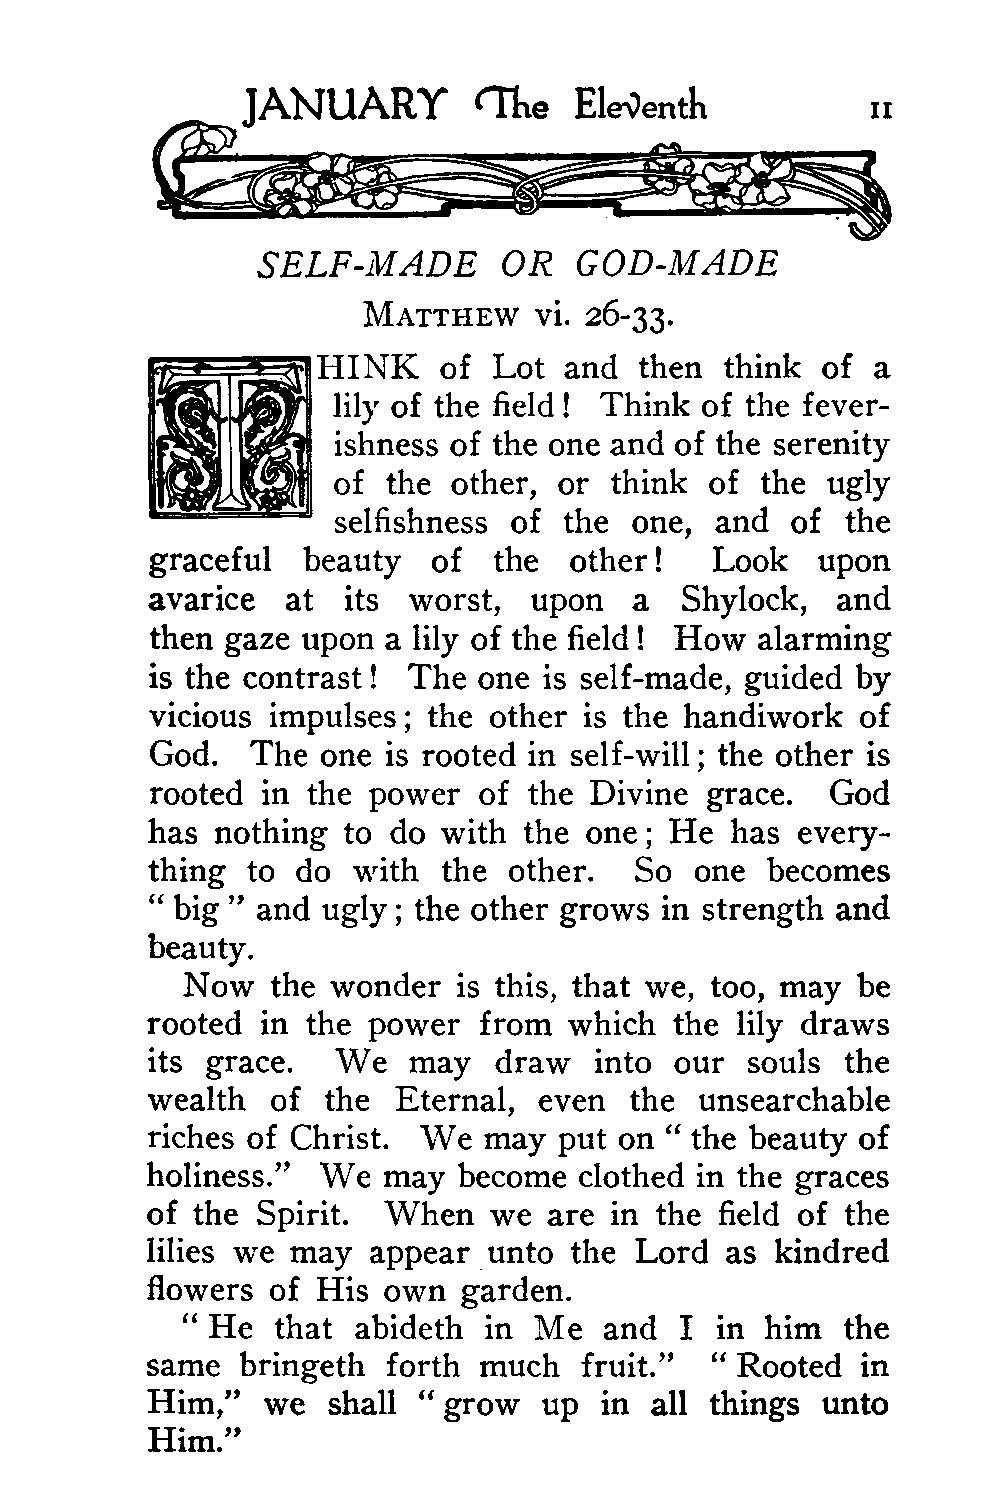 JANUARY The Eleventh 11
SELF-MADE OR GOD-MADE
MATTHEW vi. 26-33.
THINK of Lot and then think of a
lily of the field! Think of the fever-
ishness of the one and of the serenity
of the other, or think of the ugly
selfishness of the one, and of the
graceful beauty of the other! Look upon
avarice at its worst, upon a Shylock, and
then gaze upon a lily of the field! How alarming
is the contrast! The one is self-made, guided by
vicious impulses; the other is the handiwork of
God. The one is rooted in self-will; the other is
rooted in the power of the Divine grace. God
has nothing to do with the one; He has every-
thing to do with the other. So one becomes
“big” and ugly; the other grows in strength and
beauty.
Now the wonder is this, that we, too, may be
rooted in the power from which the lily draws
its grace. We may draw into our souls the
wealth of the Eternal, even the unsearchable
riches of Christ. We may put on “the beauty of
holiness.” We may become clothed in the graces
of the Spirit. When we are in the field of the
lilies we may appear unto the Lord as kindred
flowers of His own garden.
“He that abideth in Me and I in him the
same bringeth forth much fruit.” “Rooted in
Him,” we shall “grow up in all things unto
Him.”